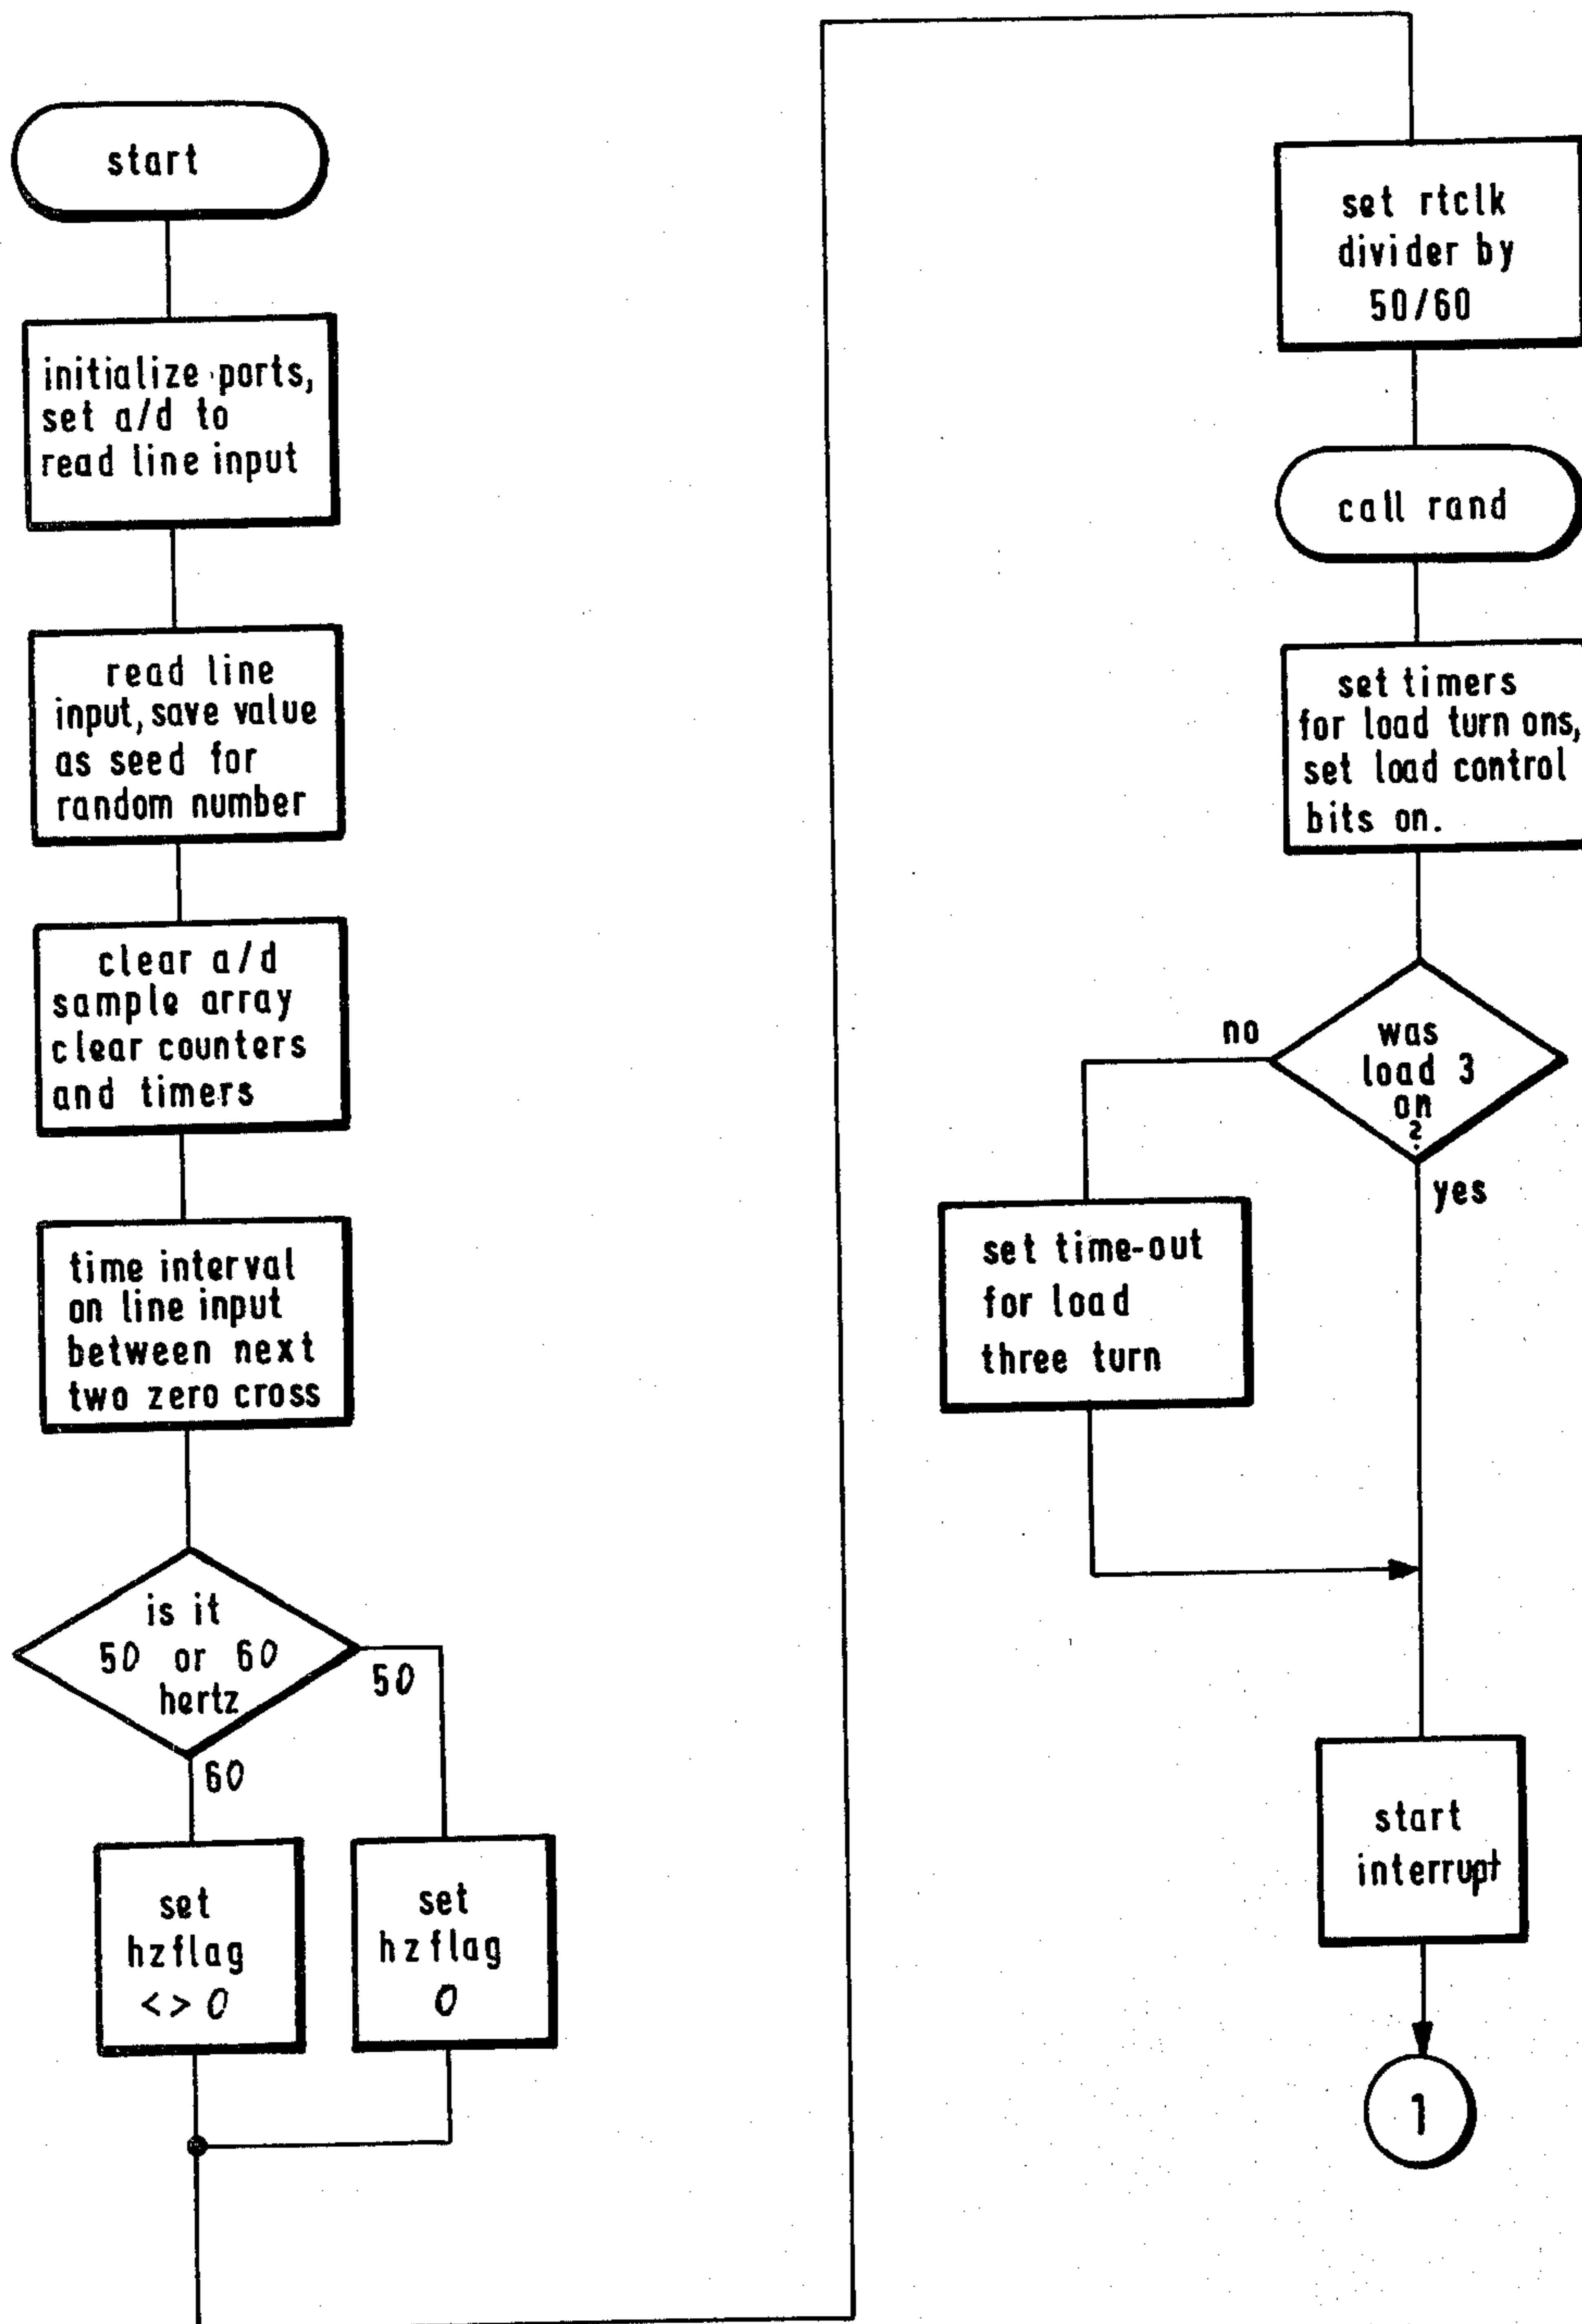 start
initialize ports,
set a/d to
read line input
read line
input, save value
as seed for
random number
clear a/d
sample array
clear counters
and timers
time interval
on line input
between next
two zero cross
is it
50 or 60
hertz
50
60
set
hzflag
<> 0
set
hzflag
0
set rtclk
divider by
50/60
call rand
set timers
for load turn ons,
set load control
bits on.
was
load 3
on
?
no
yes
set time-out
for load
three turn
start
interrupt
1